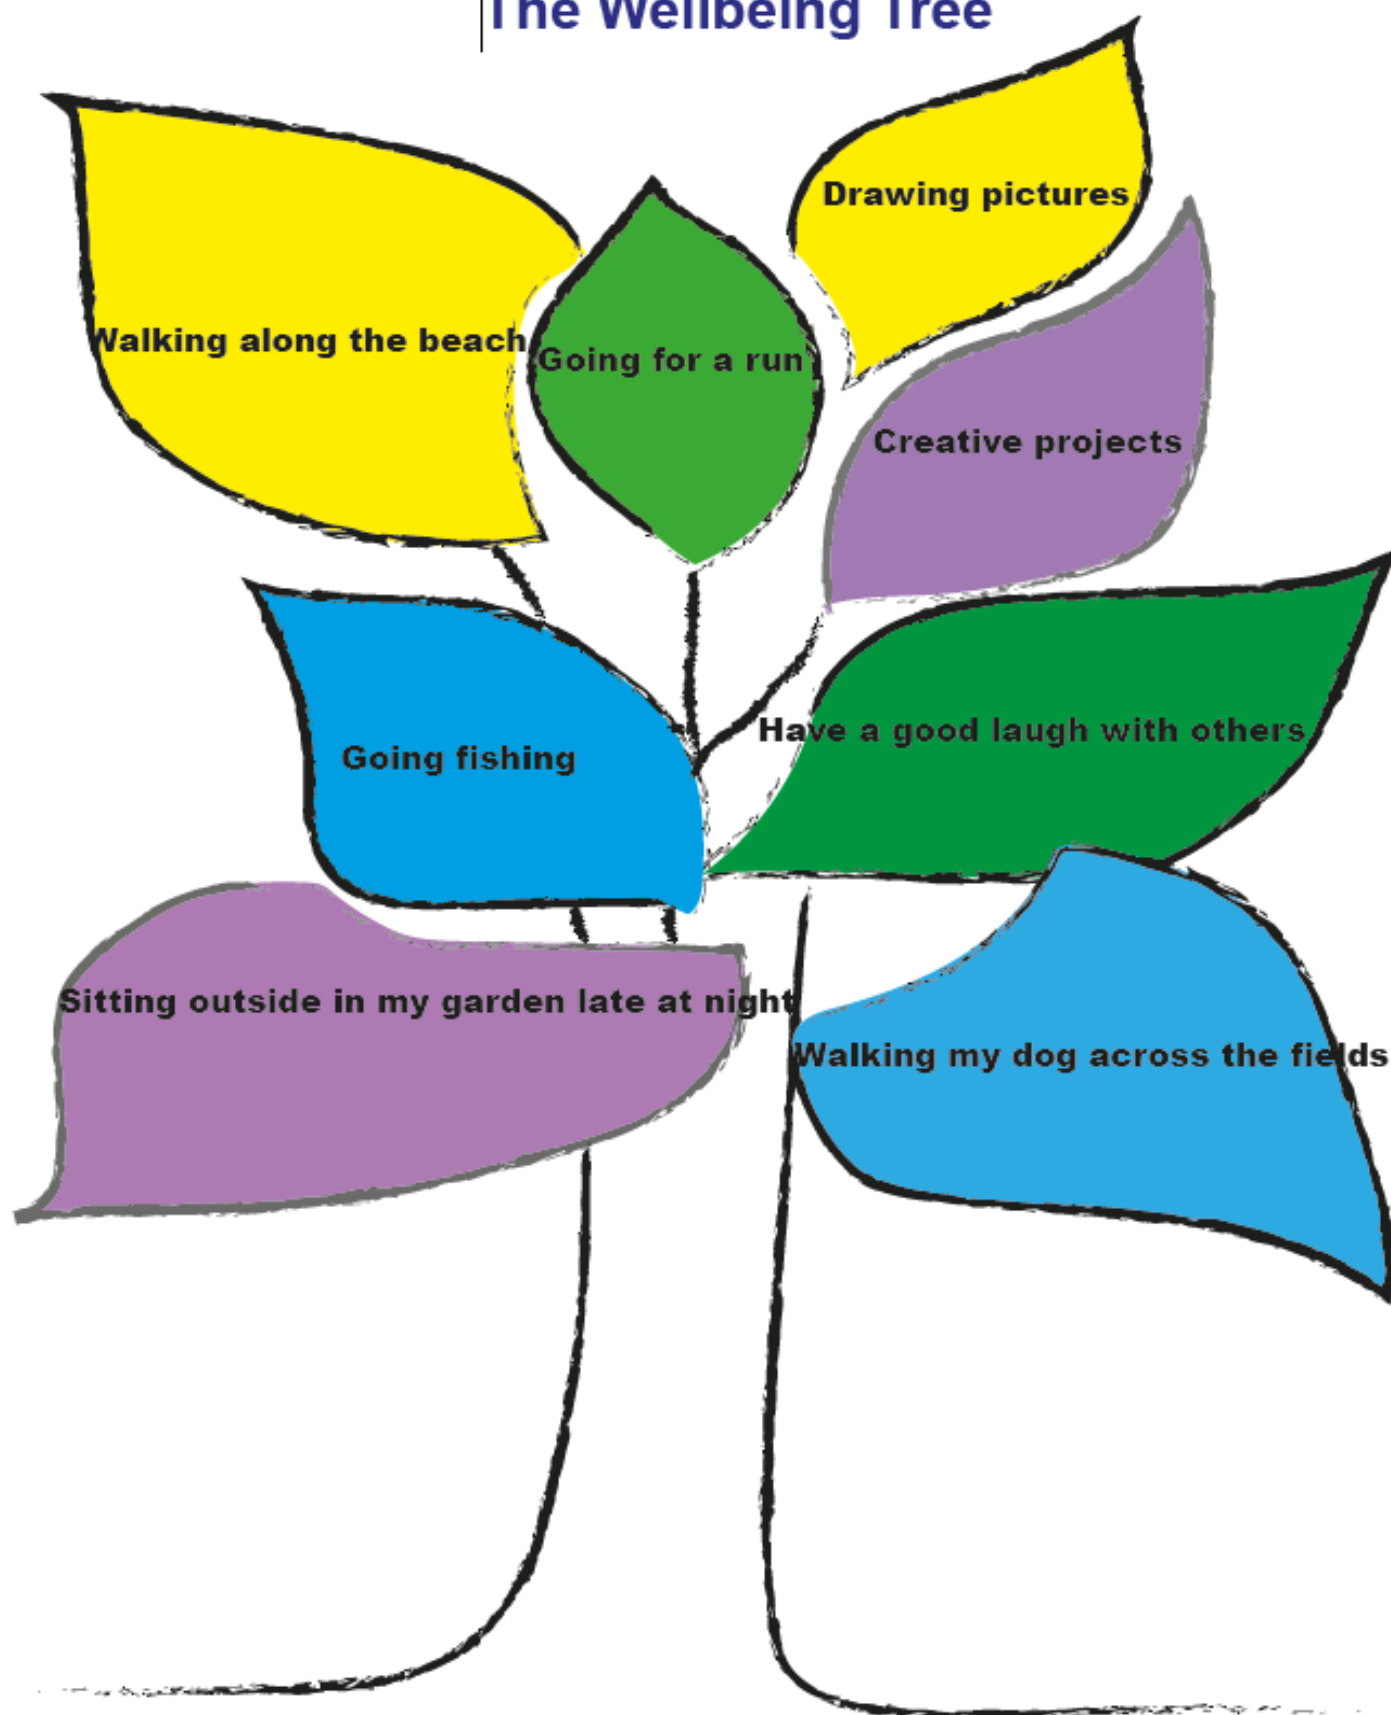 The Wellbeing Tree
Drawing pictures
Walking along the beach
Going for a run
Creative projects
Have a good laugh with others
Going fishing
Sitting outside in my garden late at night
Walking my dog across the fields